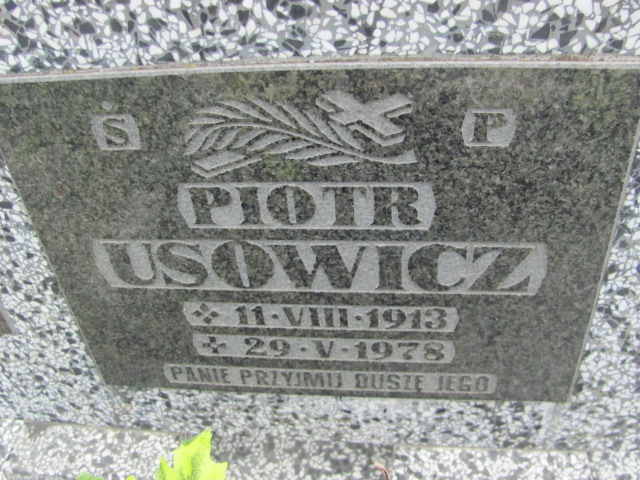 Ś P
PIOTR
USOWICZ
11·VIII·1913
29·V·1978
PANIE PRZYJMIJ DUSZĘ JEGO